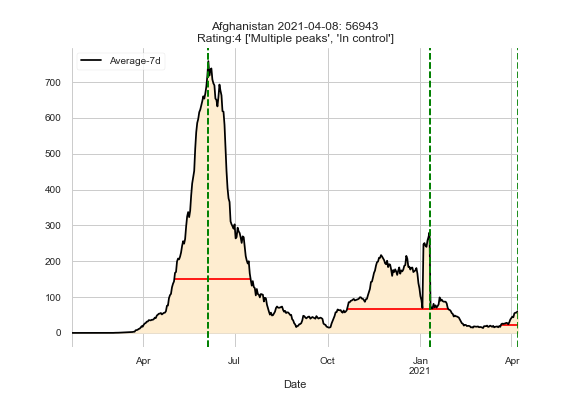 Afghanistan 2021-04-08: 56943
Rating:4 ['Multiple peaks', 'In control']
Average-7d
700
600
500
400
300
200
100
0
Apr
Jul
Oct
Jan
2021
Apr
Date